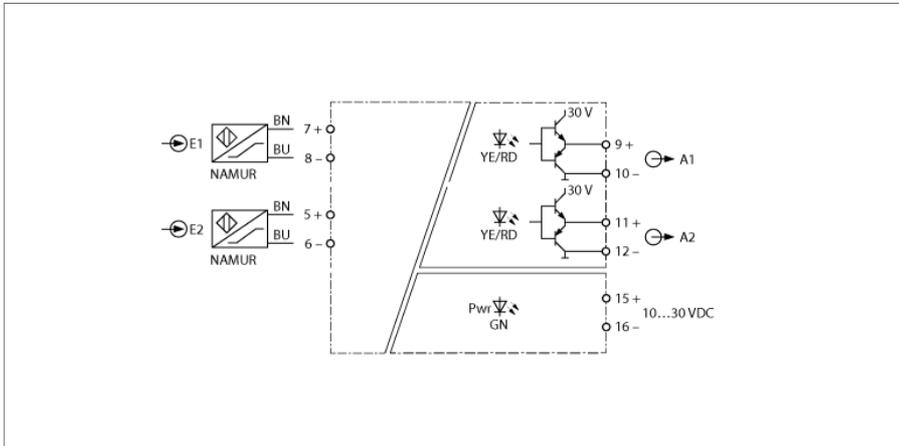 E1
BN
7 +
BU
8 –
NAMUR
E2
BN
5 +
BU
6 –
NAMUR
30 V
YE/RD
9 +
10 –
A1
30 V
YE/RD
11 +
12 –
A2
Pwr
GN
15 +
16 –
10…30 VDC